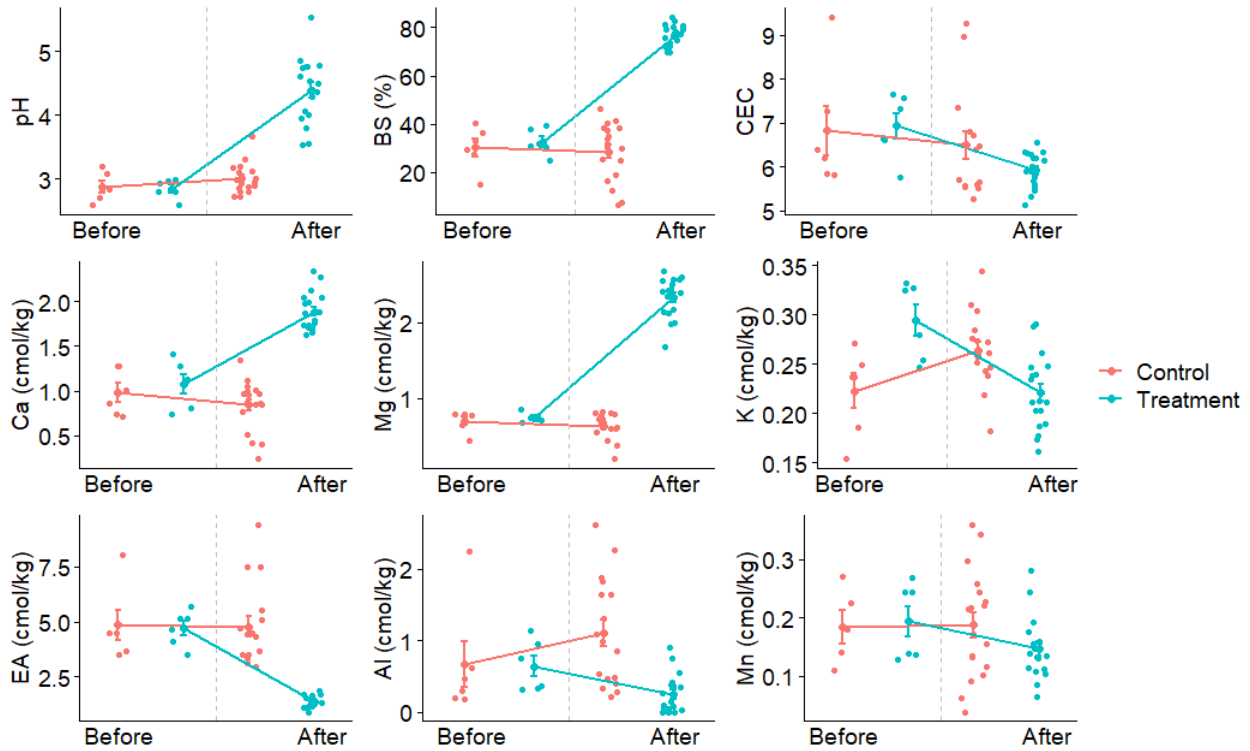 pH
5
4
3
Before
After
BS (%)
80
60
40
20
Before
After
CEC
9
8
7
6
5
Before
After
Ca (cmol/kg)
2.0
1.5
1.0
0.5
Before
After
Mg (cmol/kg)
2
1
Before
After
K (cmol/kg)
0.35
0.30
0.25
0.20
0.15
Before
After
Control
Treatment
EA (cmol/kg)
7.5
5.0
2.5
Before
After
Al (cmol/kg)
2
1
0
Before
After
Mn (cmol/kg)
0.3
0.2
0.1
Before
After